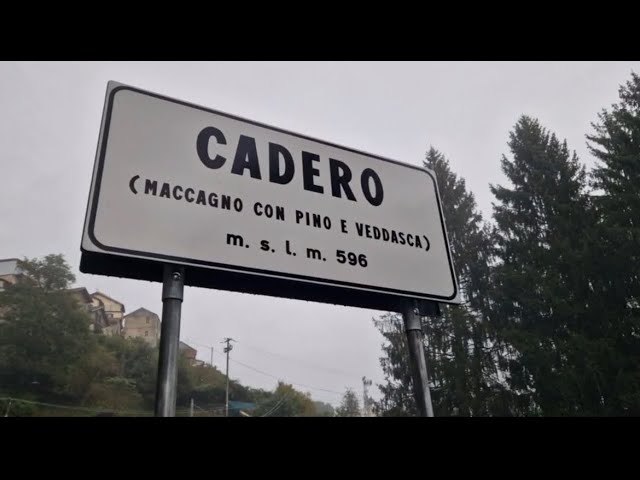 CADERO
(MACCAGNO CON PINO E VEDDASCA)
m. s. l. m. 596